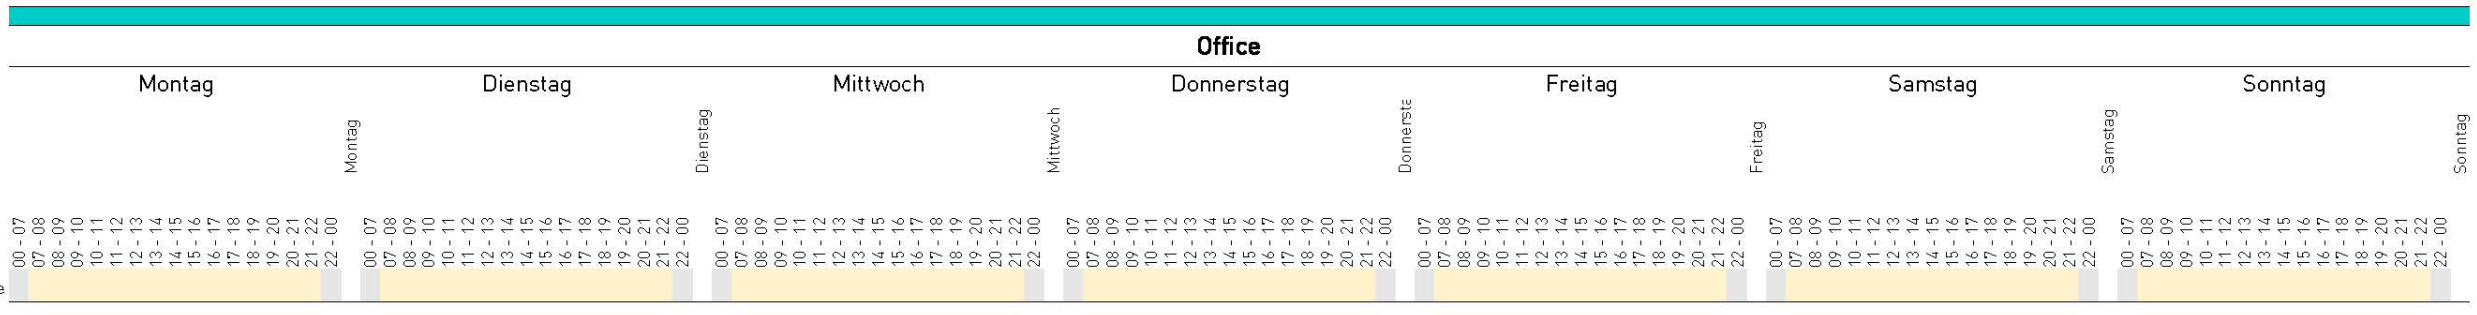 Office
Montag Dienstag Mittwoch Donnerstag Freitag Samstag Sonntag
Montag Dienstag Mittwoch Donnersta Freitag Samstag Sonntag
00 - 07 07 - 08 08 - 09 09 - 10 10 - 11 11 - 12 12 - 13 13 - 14 14 - 15 15 - 16 16 - 17 17 - 18 18 - 19 19 - 20 20 - 21 21 - 22 22 - 00 00 - 07 07 - 08 08 - 09 09 - 10 10 - 11 11 - 12 12 - 13 13 - 14 14 - 15 15 - 16 16 - 17 17 - 18 18 - 19 19 - 20 20 - 21 21 - 22 22 - 00 00 - 07 07 - 08 08 - 09 09 - 10 10 - 11 11 - 12 12 - 13 13 - 14 14 - 15 15 - 16 16 - 17 17 - 18 18 - 19 19 - 20 20 - 21 21 - 22 22 - 00 00 - 07 07 - 08 08 - 09 09 - 10 10 - 11 11 - 12 12 - 13 13 - 14 14 - 15 15 - 16 16 - 17 17 - 18 18 - 19 19 - 20 20 - 21 21 - 22 22 - 00 00 - 07 07 - 08 08 - 09 09 - 10 10 - 11 11 - 12 12 - 13 13 - 14 14 - 15 15 - 16 16 - 17 17 - 18 18 - 19 19 - 20 20 - 21 21 - 22 22 - 00 00 - 07 07 - 08 08 - 09 09 - 10 10 - 11 11 - 12 12 - 13 13 - 14 14 - 15 15 - 16 16 - 17 17 - 18 18 - 19 19 - 20 20 - 21 21 - 22 22 - 00 00 - 07 07 - 08 08 - 09 09 - 10 10 - 11 11 - 12 12 - 13 13 - 14 14 - 15 15 - 16 16 - 17 17 - 18 18 - 19 19 - 20 20 - 21 21 - 22 22 - 00